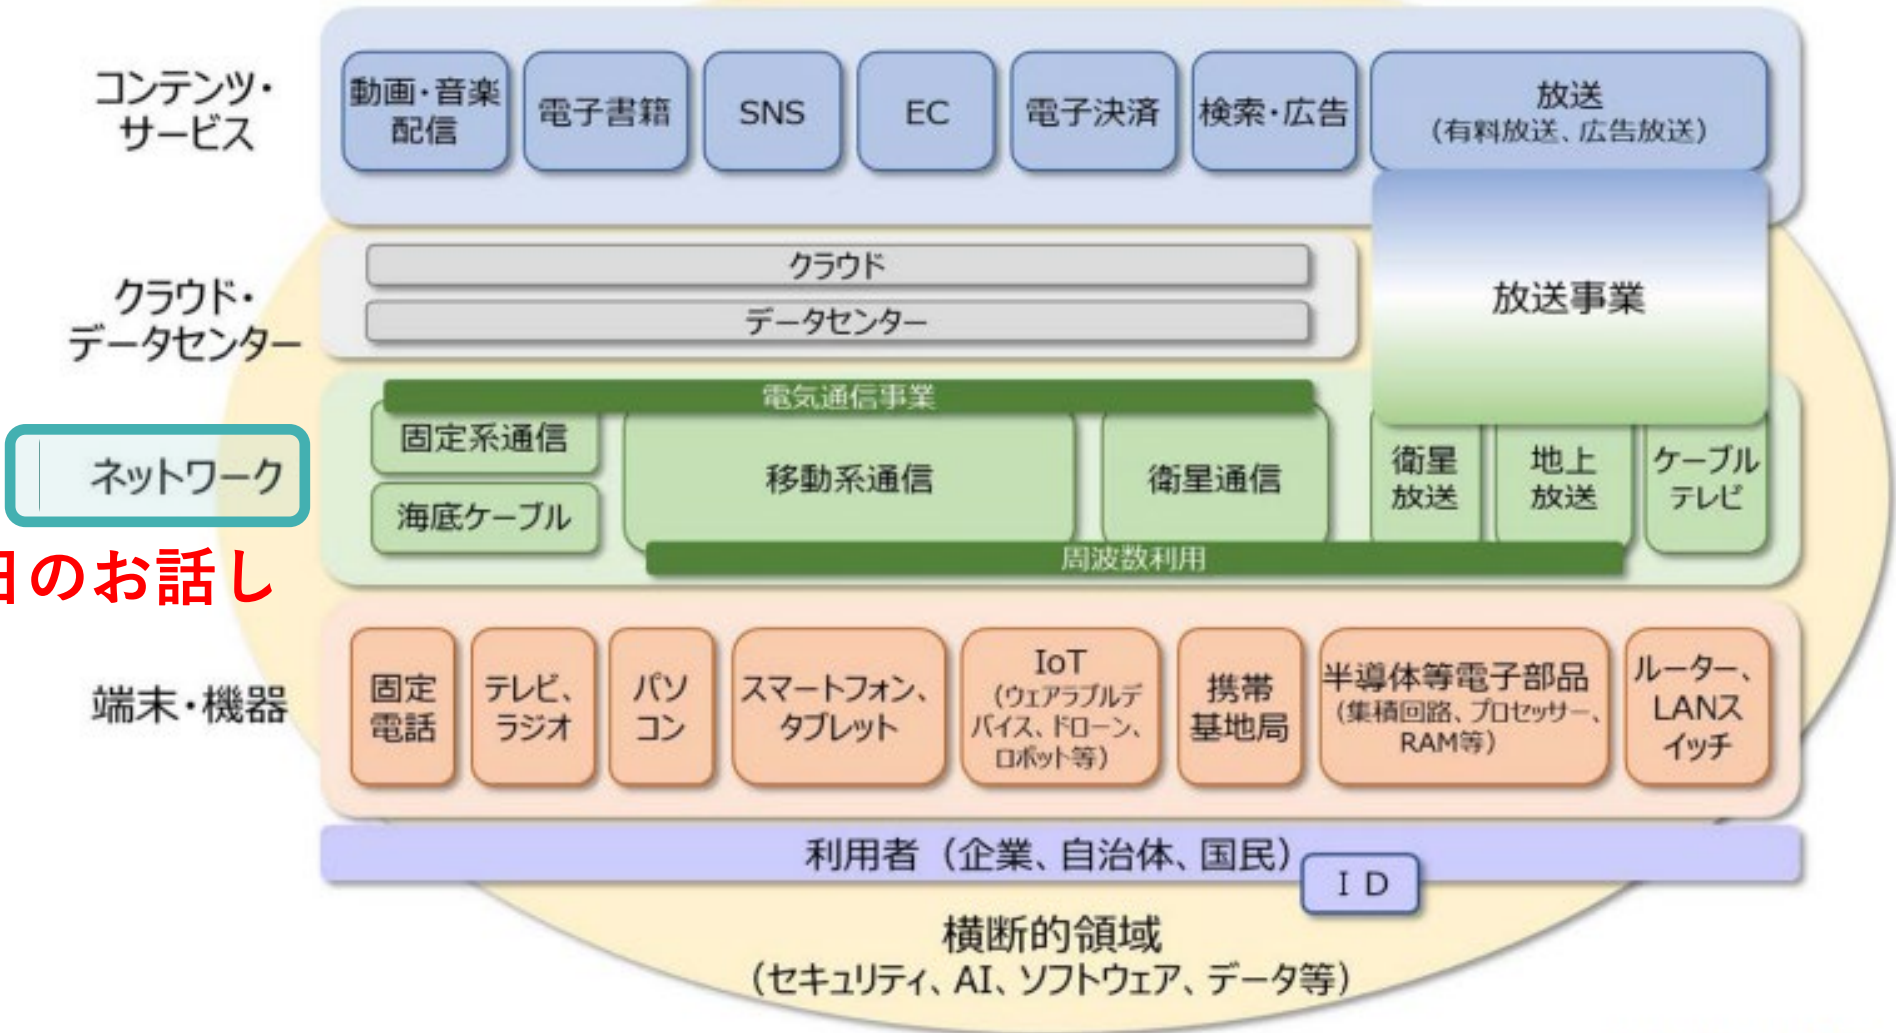 コンテンツ・
サービス
動画・音楽
配信
電子書籍
SNS
EC
電子決済
検索・広告
放送
（有料放送、広告放送）
クラウド・
データセンター
クラウド
データセンター
放送事業
ネットワーク
電気通信事業
固定系通信
海底ケーブル
移動系通信
衛星通信
衛星
放送
地上
放送
ケーブル
テレビ
周波数利用
日のお話し
端末・機器
固定
電話
テレビ、
ラジオ
パソ
コン
スマートフォン、
タブレット
IoT
（ウェアラブルデ
バイス、ドローン、
ロボット等）
携帯
基地局
半導体等電子部品
（集積回路、プロセッサー、
RAM等）
ルーター、
LANス
イッチ
利用者（企業、自治体、国民）
ＩＤ
横断的領域
（セキュリティ、AI、ソフトウェア、データ等）